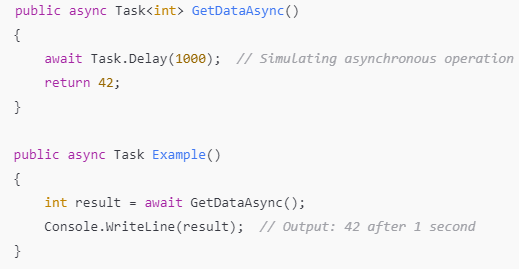 public async Task<int> GetDataAsync()
{
    await Task.Delay(1000);  // Simulating asynchronous operation
    return 42;
}

public async Task Example()
{
    int result = await GetDataAsync();
    Console.WriteLine(result);  // Output: 42 after 1 second
}